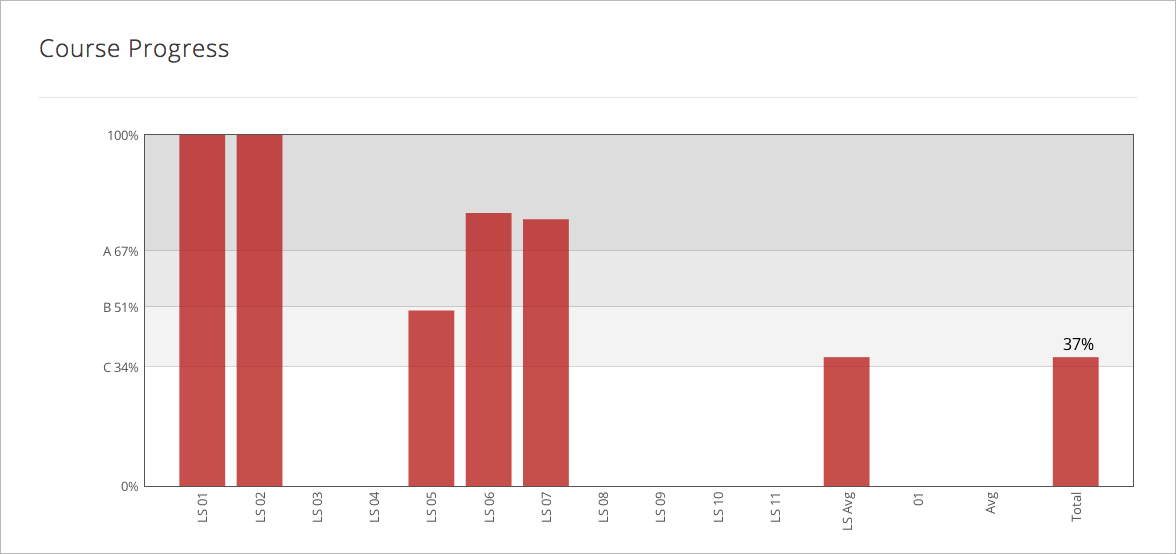 Course Progress
100%
A 67%
B 51%
C 34%
0%
37%
LS 01
LS 02
LS 03
LS 04
LS 05
LS 06
LS 07
LS 08
LS 09
LS 10
LS 11
LS Avg
01
Avg
Total